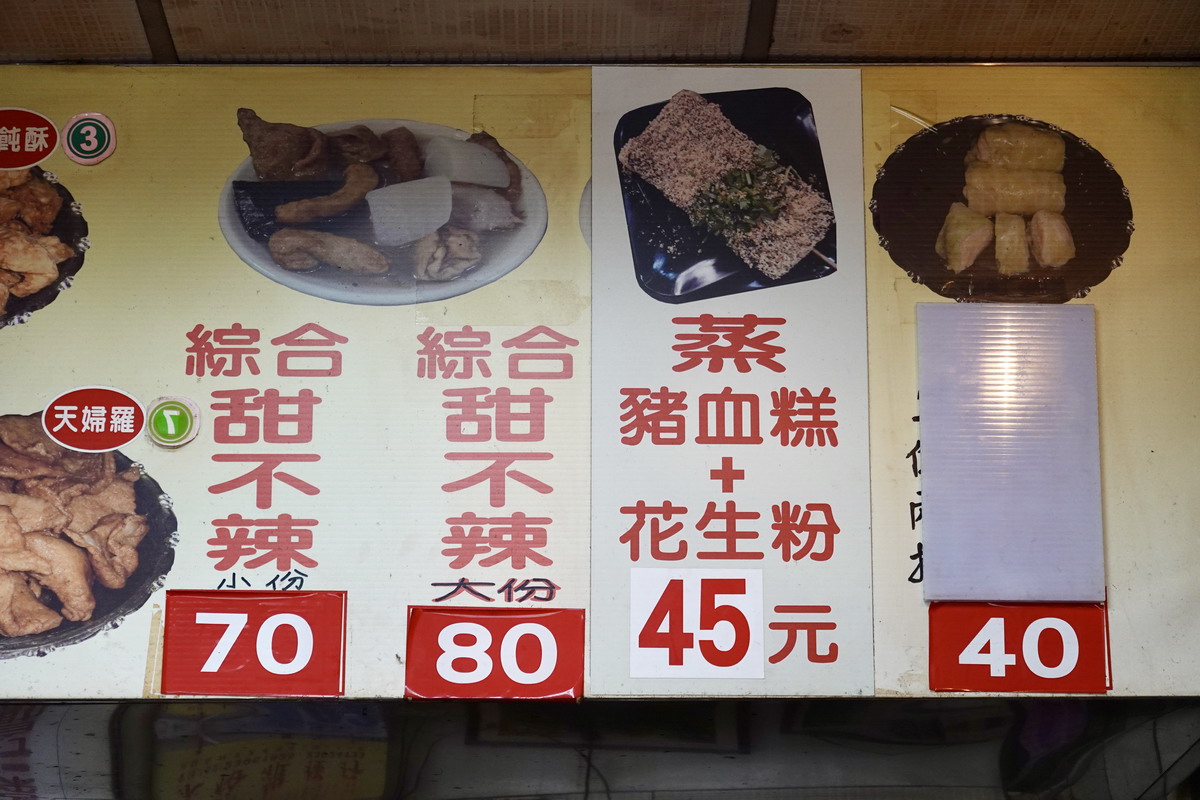 飩酥
3
天婦羅
7
綜合
甜
不
辣
小份
70
綜合
甜
不
辣
大份
80
蒸
豬血糕
+
花生粉
45元
40